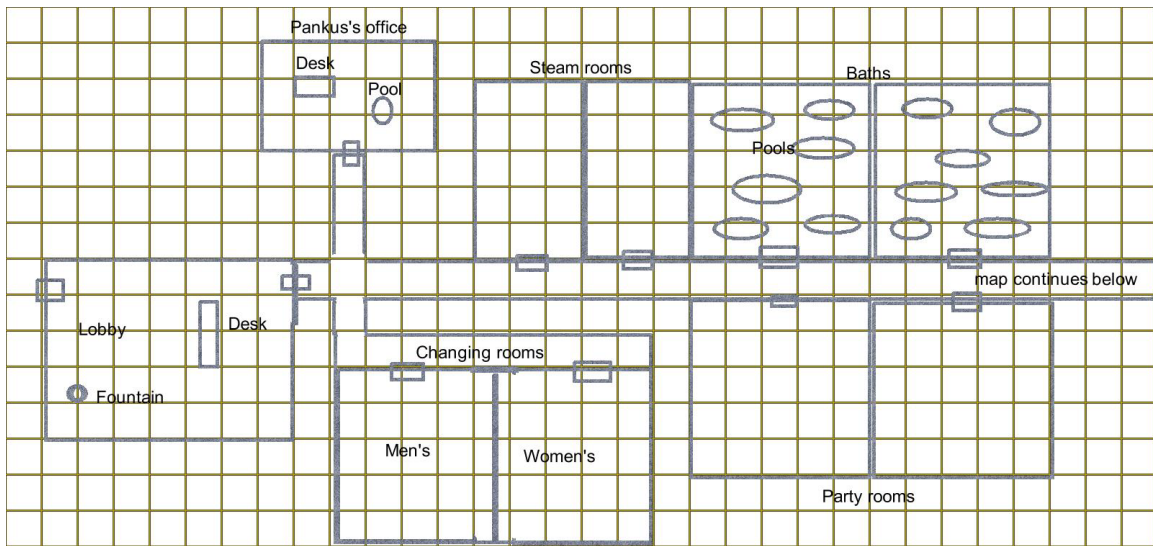 Pankus's office
Desk
Pool
Steam rooms
Baths
Pools
map continues below
Lobby
Desk
Fountain
Changing rooms
Men's
Women's
Party rooms